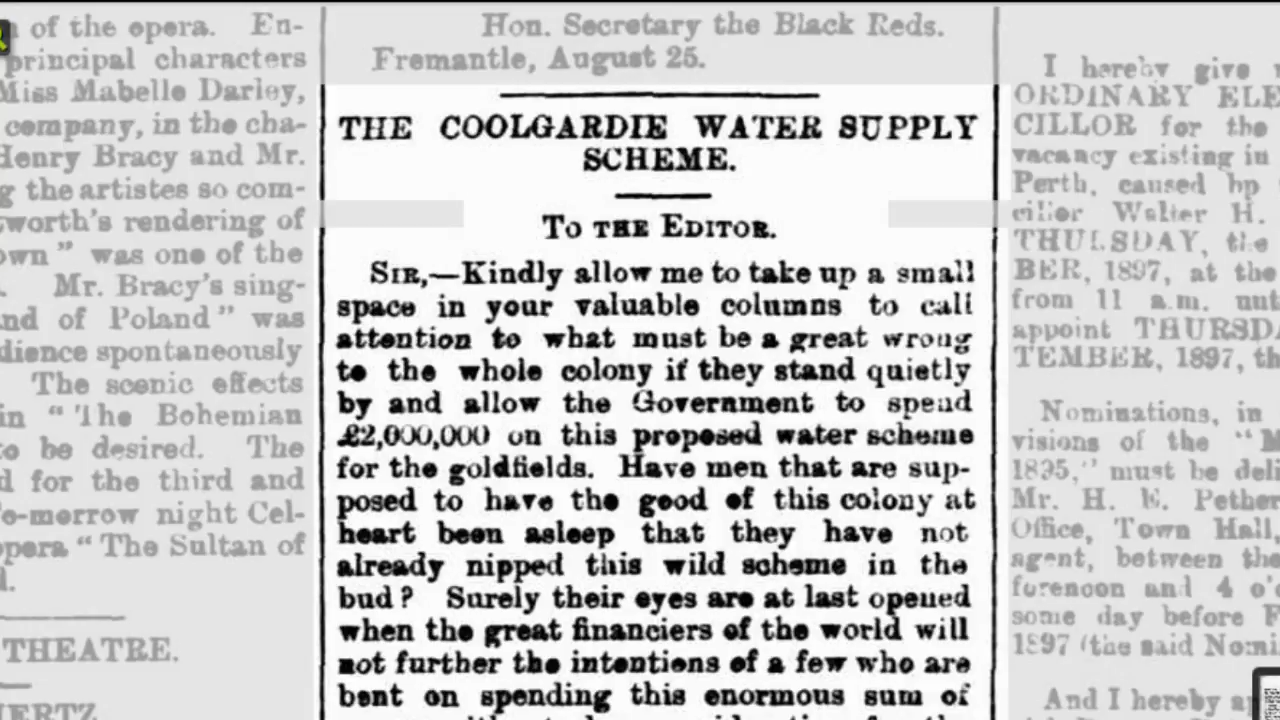 n of the opera. En-
principal characters
Miss Mabelle Darley,
company, in the cha-
Henry Bracy and Mr.
g the artistes so com-
tworth's rendering of
own" was one of the
. Mr. Bracy's sing-
nd of Poland" was
dience spontaneously
The scenic effects
in "The Bohemian
to be desired. The
d for the third and
o-morrow night Cel-
opera "The Sultan of
THEATRE.
HERTZ
Hon. Secretary the Black Reds.
Fremantle, August 25.
THE COOLGARDIE WATER SUPPLY
SCHEME.
To the Editor.
Sir,—Kindly allow me to take up a small
space in your valuable columns to call
attention to what must be a great wrong
to the whole colony if they stand quietly
by and allow the Government to spend
£2,000,000 on this proposed water scheme
for the goldfields. Have men that are sup-
posed to have the good of this colony at
heart been asleep that they have not
already nipped this wild scheme in the
bud? Surely their eyes are at last opened
when the great financiers of the world will
not further the intentions of a few who are
bent on spending this enormous sum of
I hereby give
ORDINARY ELE
CILLOR for the
vacancy existing in
Perth, caused by
cillor Walter H.
THURSDAY, the
BER, 1897, at the
from 11 a.m. unt
appoint THURSDA
TEMBER, 1897, th
Nominations, in
visions of the "M
1895," must be deli
Mr. H. E. Pether
Office, Town Hall,
agent, between the
forenoon and 4 o'c
some day before F
1897 (the said Nomi
And I hereby ap